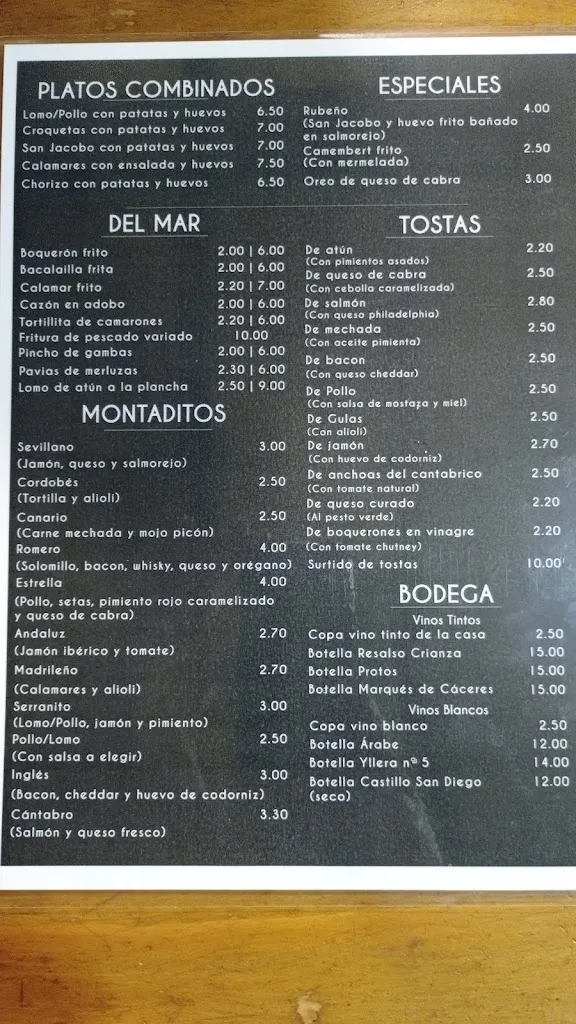 PLATOS COMBINADOS
Lomo/Pollo con patatas y huevos 6.50
Croquetas con patatas y huevos 7.00
San Jacobo con patatas y huevos 7.00
Calamares con ensalada y huevos 7.50
Chorizo con patatas y huevos 6.50
ESPECIALES
Rubeño 4.00
(San Jacobo y huevo frito bañado
en salmorejo)
Camembert frito 2.50
(Con mermelada)
Oreo de queso de cabra 3.00
DEL MAR
Boquerón frito 2.00 | 6.00
Bacalailla frita 2.00 | 6.00
Calamar frito 2.20 | 7.00
Cazón en adobo 2.00 | 6.00
Tortillita de camarones 2.20 | 6.00
Fritura de pescado variado 10.00
Pincho de gambas 2.00 | 6.00
Pavias de merluzas 2.30 | 6.00
Lomo de atún a la plancha 2.50 | 9.00
MONTADITOS
Sevillano 3.00
(Jamón, queso y salmorejo)
Cordobés 2.50
(Tortilla y alioli)
Canario 2.50
(Carne mechada y mojo picón)
Romero 4.00
(Solomillo, bacon, whisky, queso y orégano)
Estrella 4.00
(Pollo, setas, pimiento rojo caramelizado
y queso de cabra)
Andaluz 2.70
(Jamón ibérico y tomate)
Madrileño 2.70
(Calamares y alioli)
Serranito 3.00
(Lomo/Pollo, jamón y pimiento)
Pollo/Lomo 2.50
(Con salsa a elegir)
Inglés 3.00
(Bacon, cheddar y huevo de codorniz)
Cántabro 3.30
(Salmón y queso fresco)
TOSTAS
De atún 2.20
(Con pimientos asados)
De queso de cabra 2.50
(Con cebolla caramelizada)
De salmón 2.80
(Con queso philadelphia)
De mechada 2.50
(Con aceite pimienta)
De bacon 2.50
(Con queso cheddar)
De Pollo 2.50
(Con salsa de mostaza y miel)
De Gulas 2.50
(Con alioli)
De jamón 2.70
(Con huevo de codorniz)
De anchoas del cantabrico 2.50
(Con tomate natural)
De queso curado 2.20
(Al pesto verde)
De boquerones en vinagre 2.20
(Con tomate chutney)
Surtido de tostas 10.00
BODEGA
Vinos Tintos
Copa vino tinto de la casa 2.50
Botella Resalso Crianza 15.00
Botella Protos 15.00
Botella Marqués de Cáceres 15.00
Vinos Blancos
Copa vino blanco 2.50
Botella Árabe 12.00
Botella Yllera nº 5 14.00
Botella Castillo San Diego 12.00
(seco)